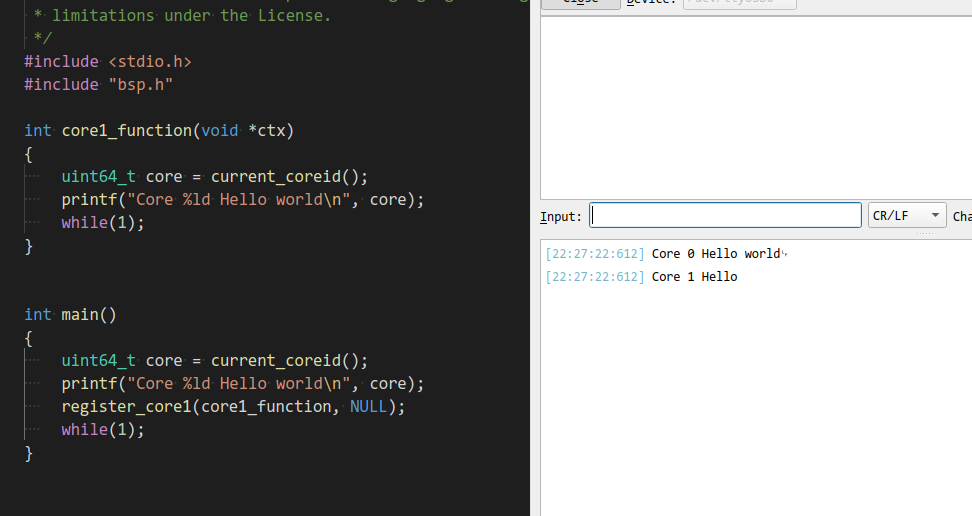 * limitations under the License.
*/
#include <stdio.h>
#include "bsp.h"
int core1_function(void *ctx)
{
uint64_t core = current_coreid();
printf("Core %ld Hello world\n", core);
while(1);
}
int main()
{
uint64_t core = current_coreid();
printf("Core %ld Hello world\n", core);
register_core1(core1_function, NULL);
while(1);
}
Close Device:
Input: CR/LF Cha
[22:27:22:612] Core 0 Hello world
[22:27:22:612] Core 1 Hello